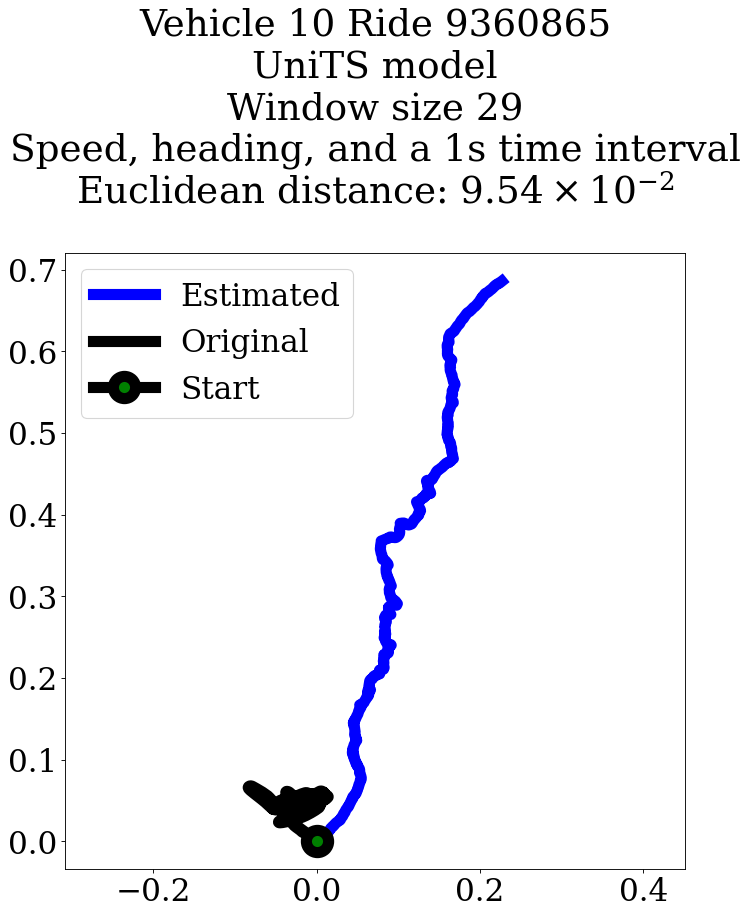 Vehicle 10 Ride 9360865
UniTS model
Window size 29
Speed, heading, and a 1s time interval
Euclidean distance: 9.54 × 10⁻²
0.7
0.6
0.5
0.4
0.3
0.2
0.1
0.0
Estimated
Original
Start
−0.2 0.0 0.2 0.4